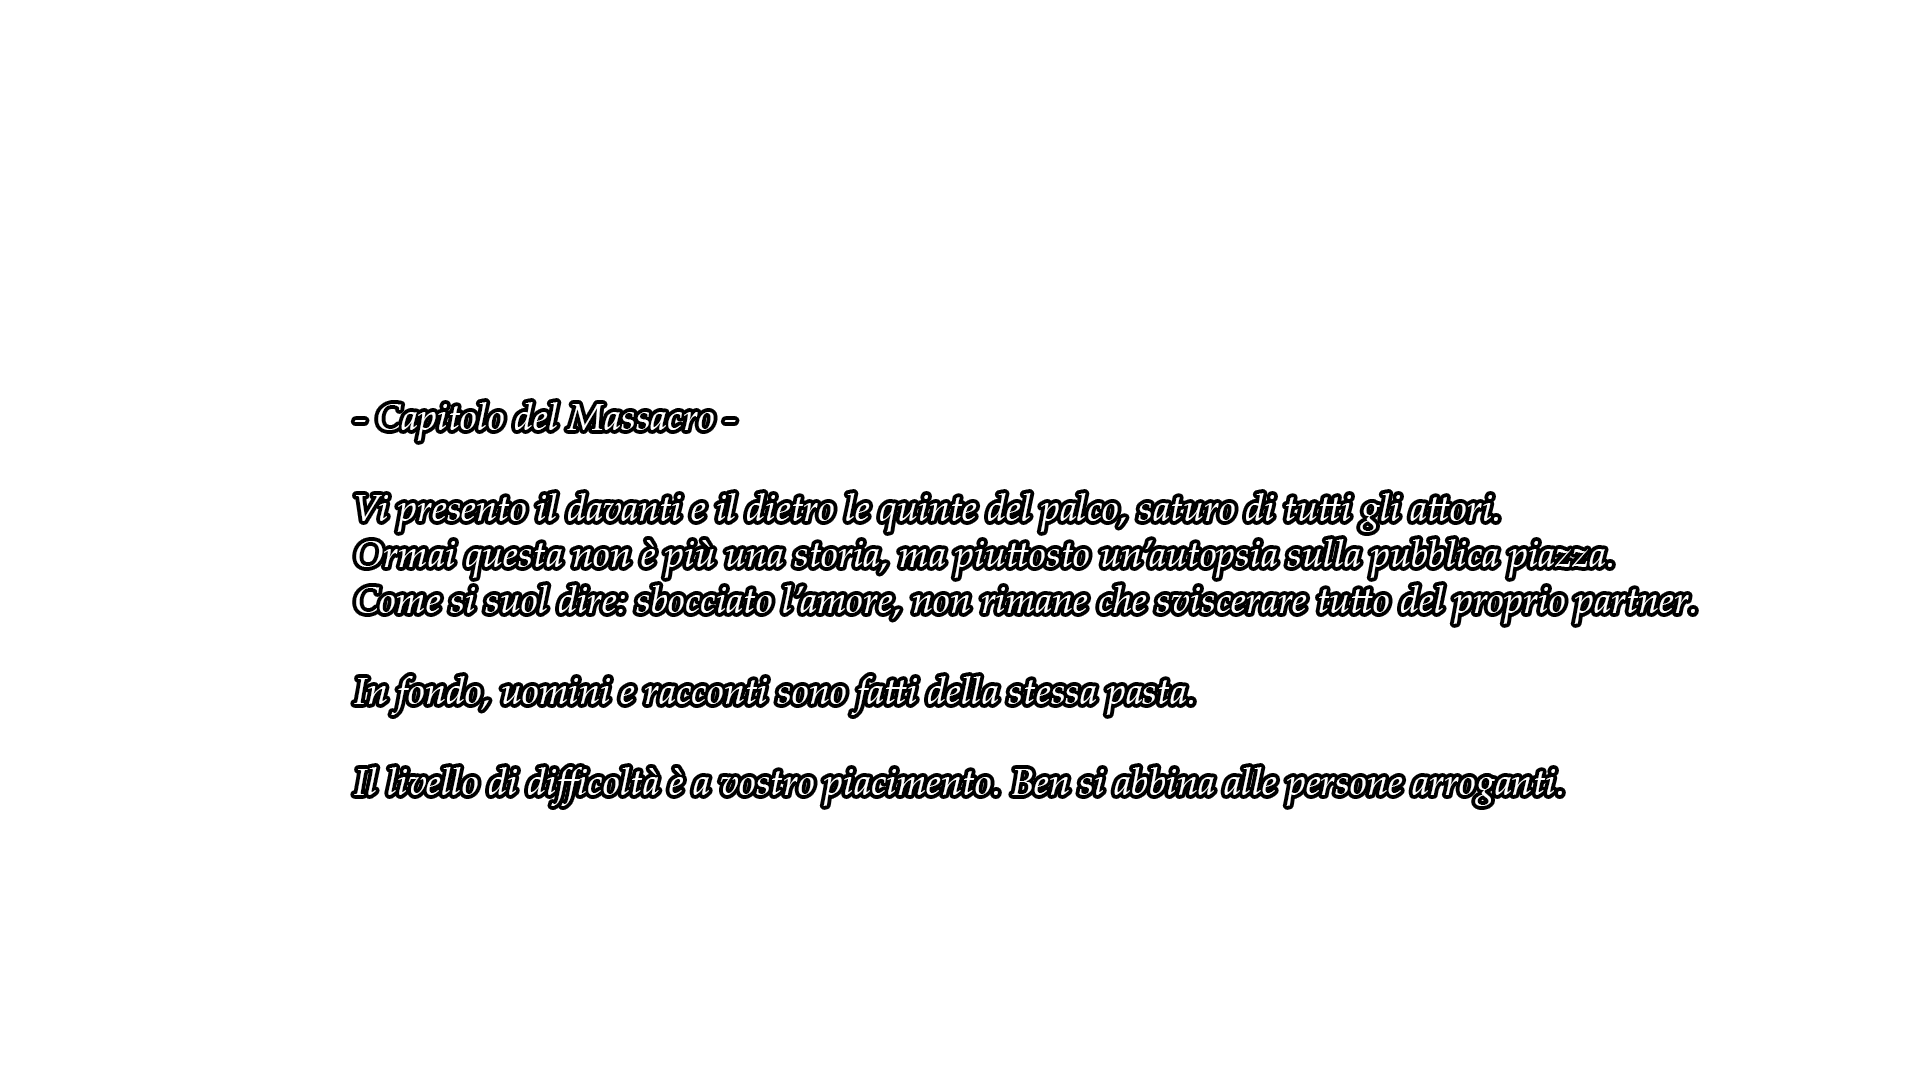 - Capitolo del Massacro -
Vi presento il davanti e il dietro le quinte del palco, saturo di tutti gli attori.
Ormai questa non è più una storia, ma piuttosto un'autopsia sulla pubblica piazza.
Come si suol dire: sbocciato l'amore, non rimane che sviscerare tutto del proprio partner.
In fondo, uomini e racconti sono fatti della stessa pasta.
Il livello di difficoltà è a vostro piacimento. Ben si abbina alle persone arroganti.